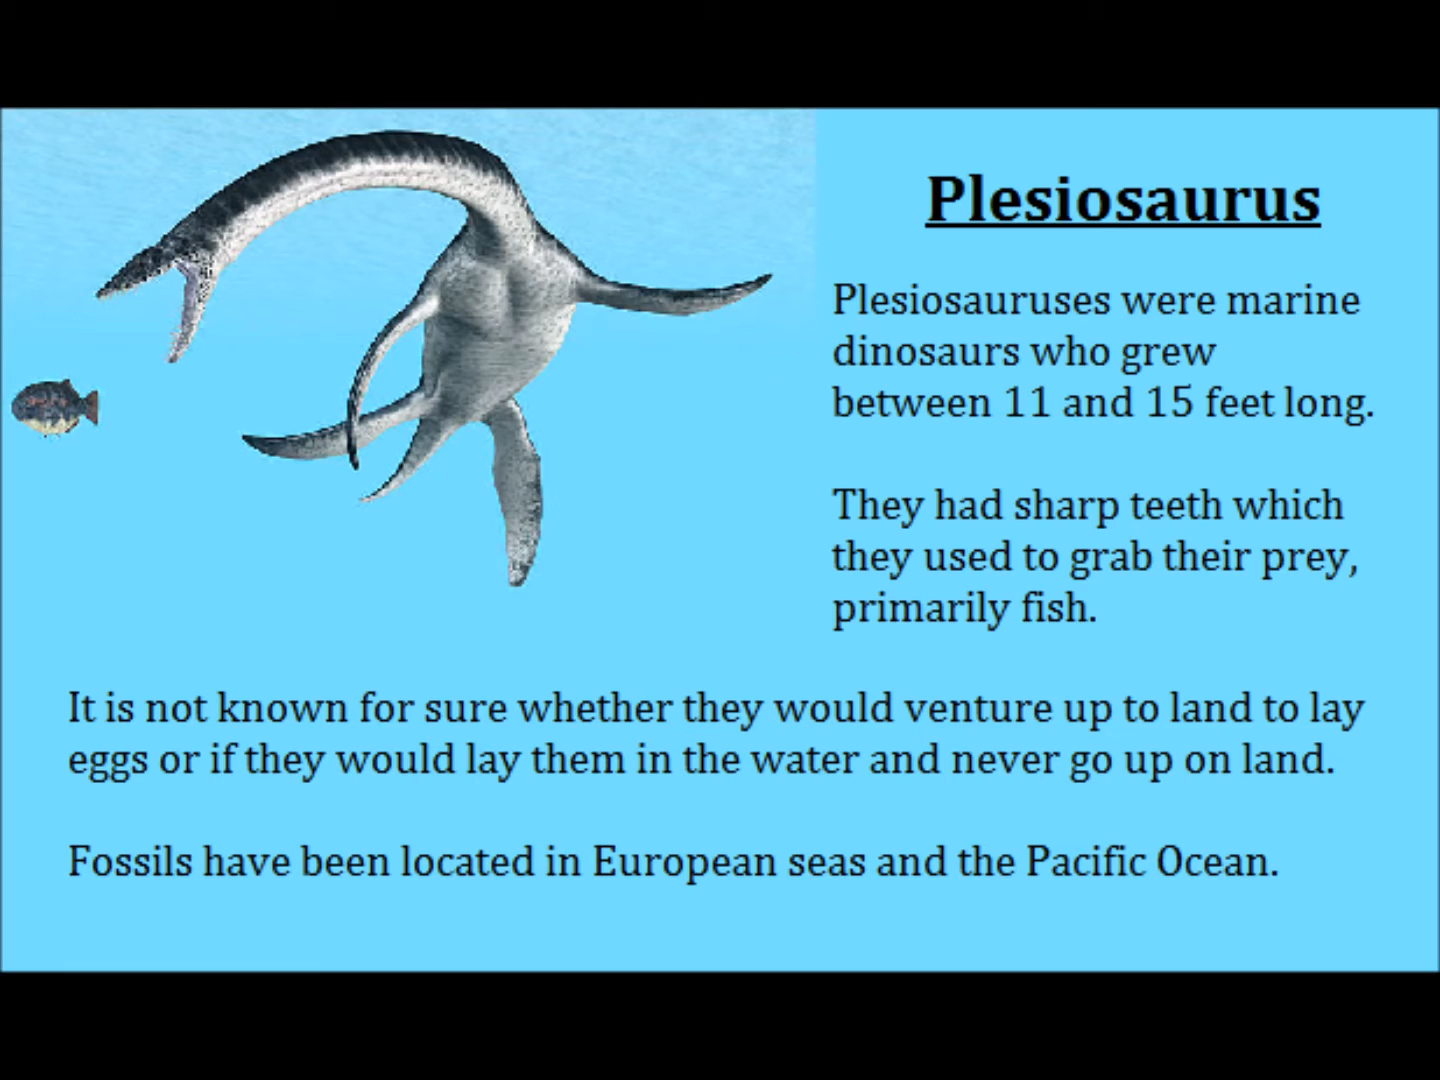 Plesiosaurus
Plesiosauruses were marine
dinosaurs who grew
between 11 and 15 feet long.
They had sharp teeth which
they used to grab their prey,
primarily fish.
It is not known for sure whether they would venture up to land to lay
eggs or if they would lay them in the water and never go up on land.
Fossils have been located in European seas and the Pacific Ocean.